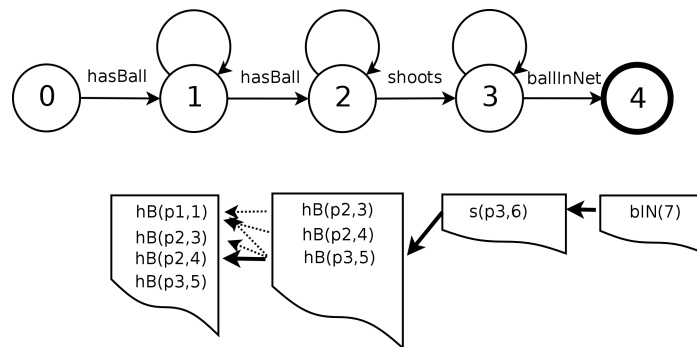 hasBall hasBall shoots ballInNet
0 1 2 3 4
hB(p1,1)
hB(p2,3)
hB(p2,4)
hB(p3,5)
hB(p2,3)
hB(p2,4)
hB(p3,5)
s(p3,6)
bIN(7)